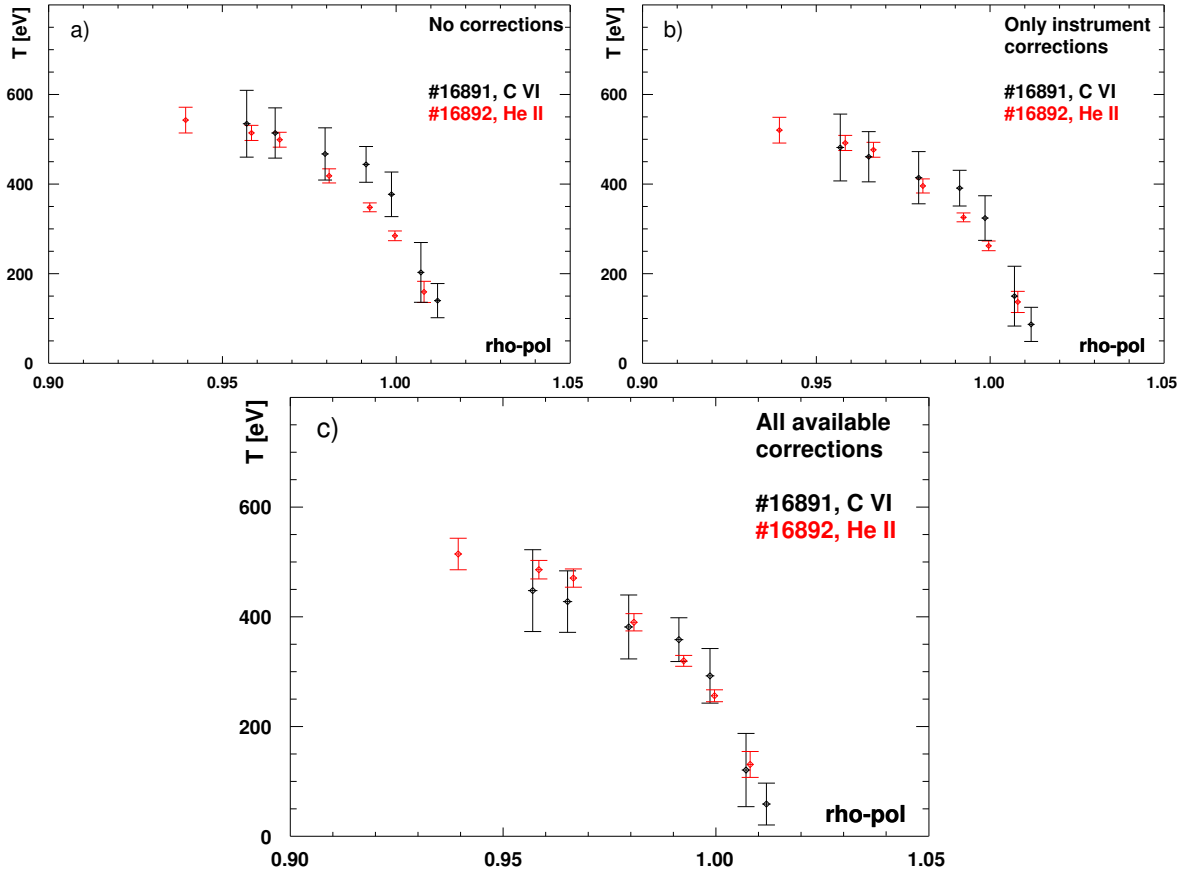 a)
T [eV]
No corrections
#16891, C VI
#16892, He II
600
400
200
0
rho-pol
0.90
0.95
1.00
1.05
b)
T [eV]
Only instrument
corrections
#16891, C VI
#16892, He II
600
400
200
0
rho-pol
0.90
0.95
1.00
1.05
c)
T [eV]
All available
corrections
#16891, C VI
#16892, He II
600
400
200
0
rho-pol
0.90
0.95
1.00
1.05